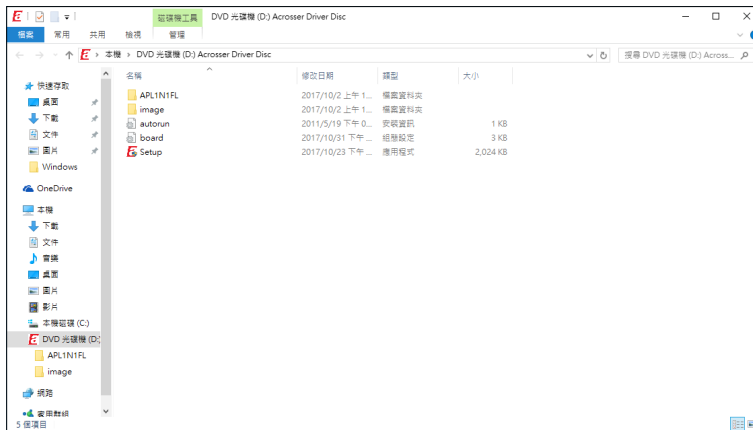 磁碟機工具 DVD 光碟機 (D:) Acrosser Driver Disc
檔案 常用 共用 檢視 管理
本機 › DVD 光碟機 (D:) Acrosser Driver Disc 搜尋 DVD 光碟機 (D:) Across...
名稱 修改日期 類型 大小
快速存取
桌面
下載
文件
圖片
Windows
OneDrive
本機
下載
文件
音樂
桌面
圖片
影片
本機磁碟 (C:)
DVD 光碟機 (D:)
APL1N1FL
image
網路
家用群組
APL1N1FL 2017/10/2 上午 1... 檔案資料夾
image 2017/10/2 上午 1... 檔案資料夾
autorun 2011/5/19 下午 0... 安裝資訊 1 KB
board 2017/10/31 下午 ... 組態設定 3 KB
Setup 2017/10/23 下午 ... 應用程式 2,024 KB
5 個項目